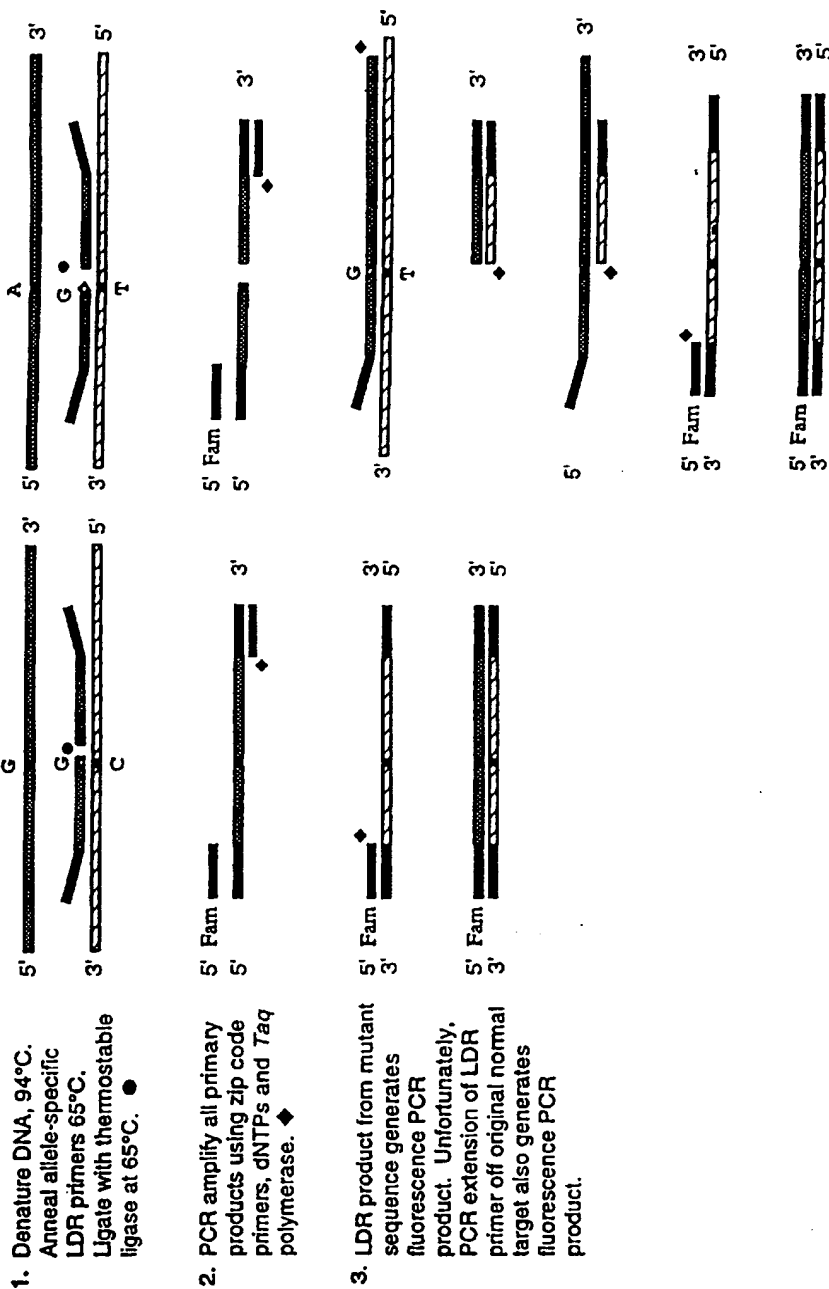 1. Denature DNA, 94°C.
Anneal allele-specific
LDR primers 65°C.
Ligate with thermostable
ligase at 65°C. ●
G
5' 3'
G
3' 5'
C
A
5' 3'
G
3' 5'
T
2. PCR amplify all primary
products using zip code
primers, dNTPs and Taq
polymerase. ◆
5' Fam
5' 3'
5' Fam
5' 3'
3. LDR product from mutant
sequence generates
fluorescence PCR
product. Unfortunately,
PCR extension of LDR
primer off original normal
target also generates
fluorescence PCR
product.
5' Fam 3'
3' 5'
5' Fam 3'
3' 5'
G
3' 5'
T
3'
5' 3'
5' Fam 3'
3' 5'
5' Fam 3'
3' 5'